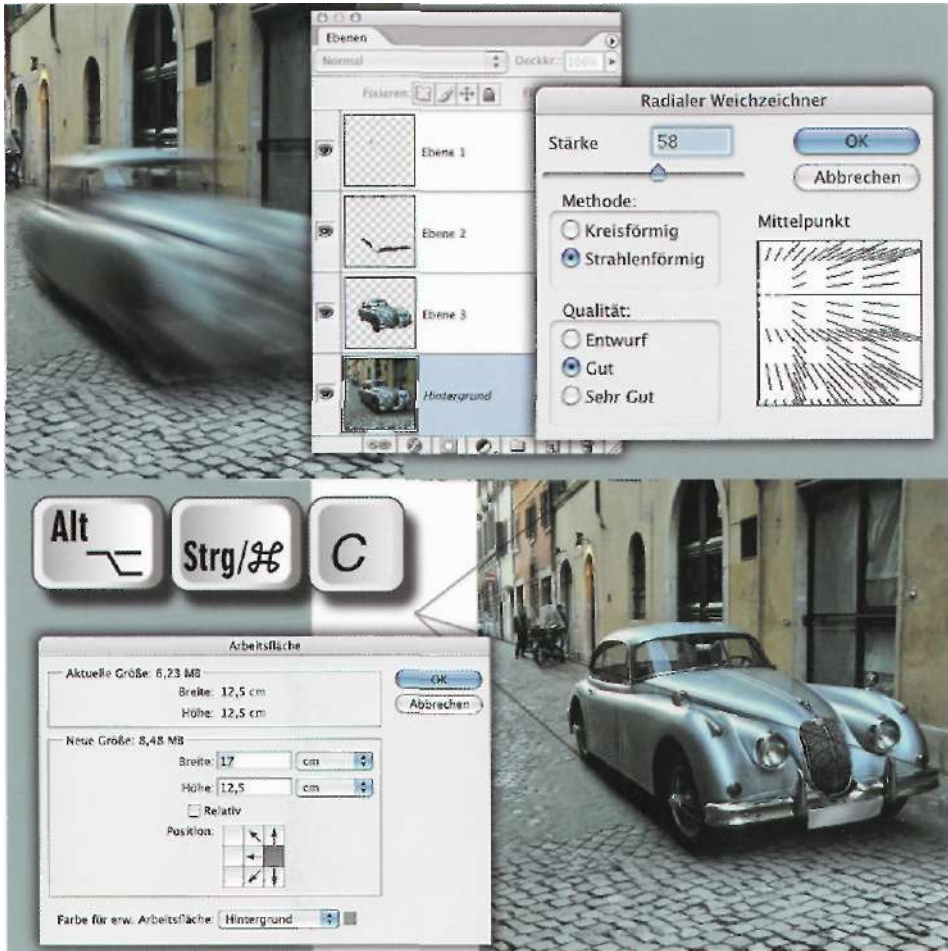 Ebenen
Normal Deckkr.: 100%
Fixieren:
Ebene 1
Ebene 2
Ebene 3
Hintergrund
Radialer Weichzeichner
Stärke 58
OK
Abbrechen
Methode:
Kreisförmig
Strahlenförmig
Mittelpunkt
Qualität:
Entwurf
Gut
Sehr Gut
Alt
Strg/⌘
C
Arbeitsfläche
Aktuelle Größe: 6,23 MB
Breite: 12,5 cm
Höhe: 12,5 cm
OK
Abbrechen
Neue Größe: 8,48 MB
Breite: 17 cm
Höhe: 12,5 cm
Relativ
Position:
Farbe für erw. Arbeitsfläche: Hintergrund